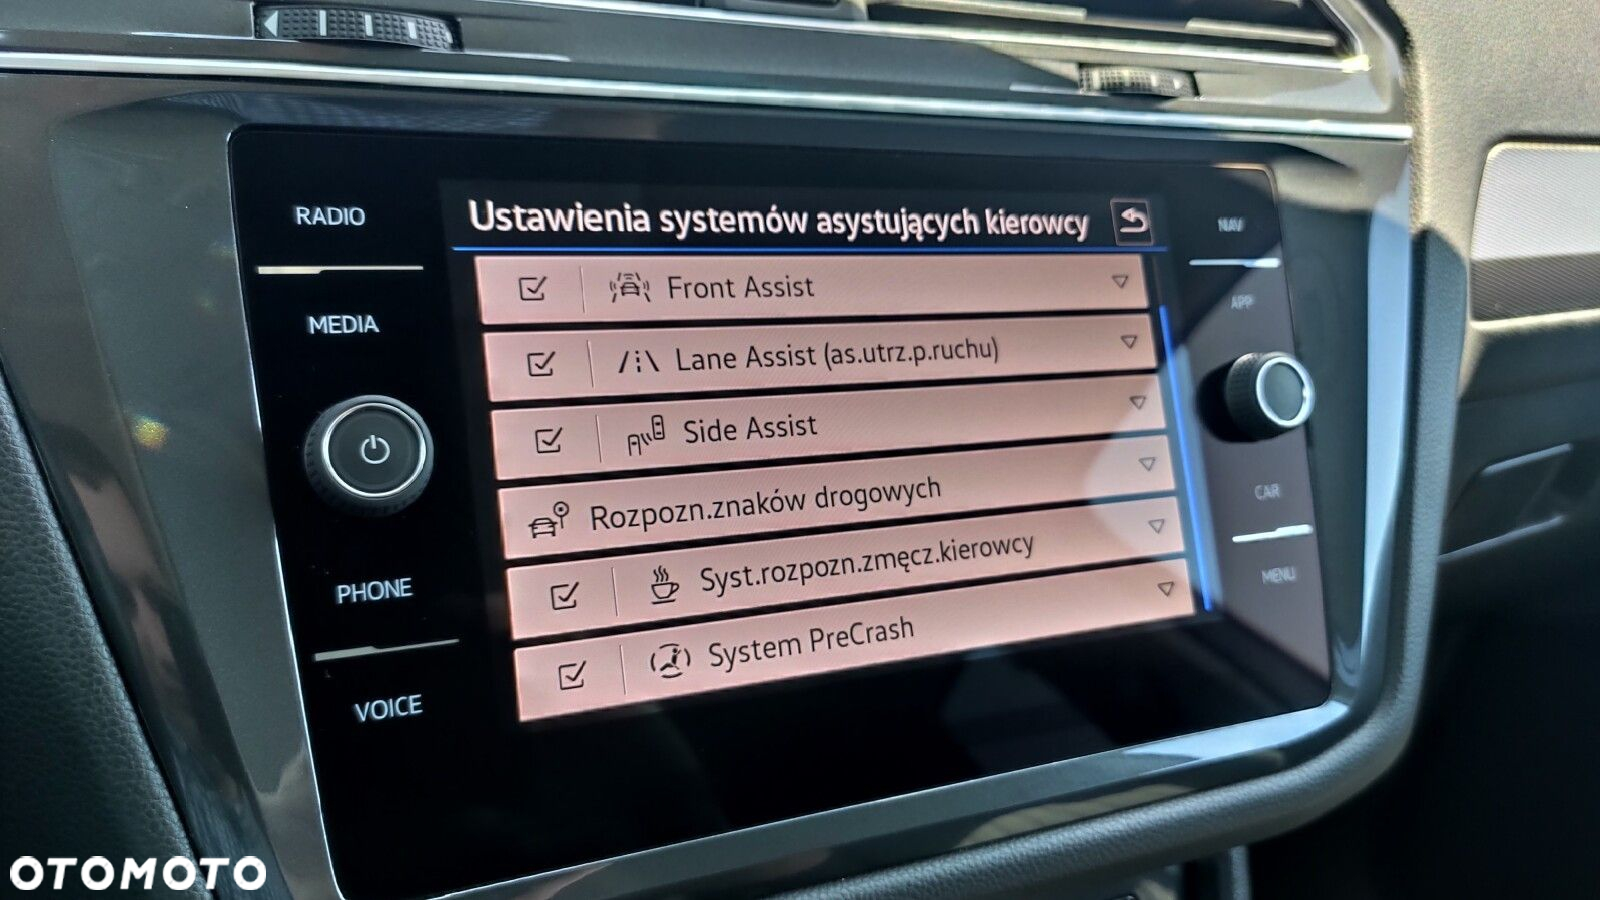 RADIO
MEDIA
PHONE
VOICE
Ustawienia systemów asystujących kierowcy
Front Assist
Lane Assist (as.utrz.p.ruchu)
Side Assist
Rozpozn.znaków drogowych
Syst.rozpozn.zmęcz.kierowcy
System PreCrash
NAV
APP
CAR
MENU
OTOMOTO